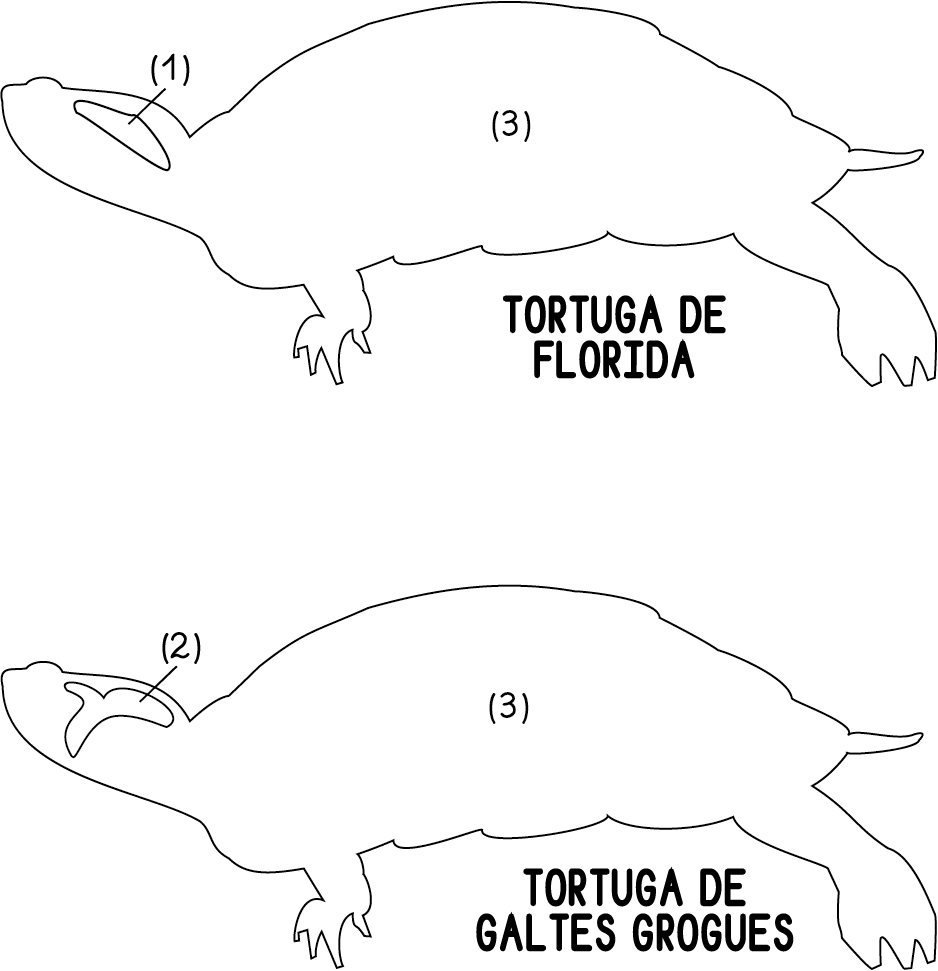 (1)
(3)
TORTUGA DE
FLORIDA
(2)
(3)
TORTUGA DE
GALTES GROGUES